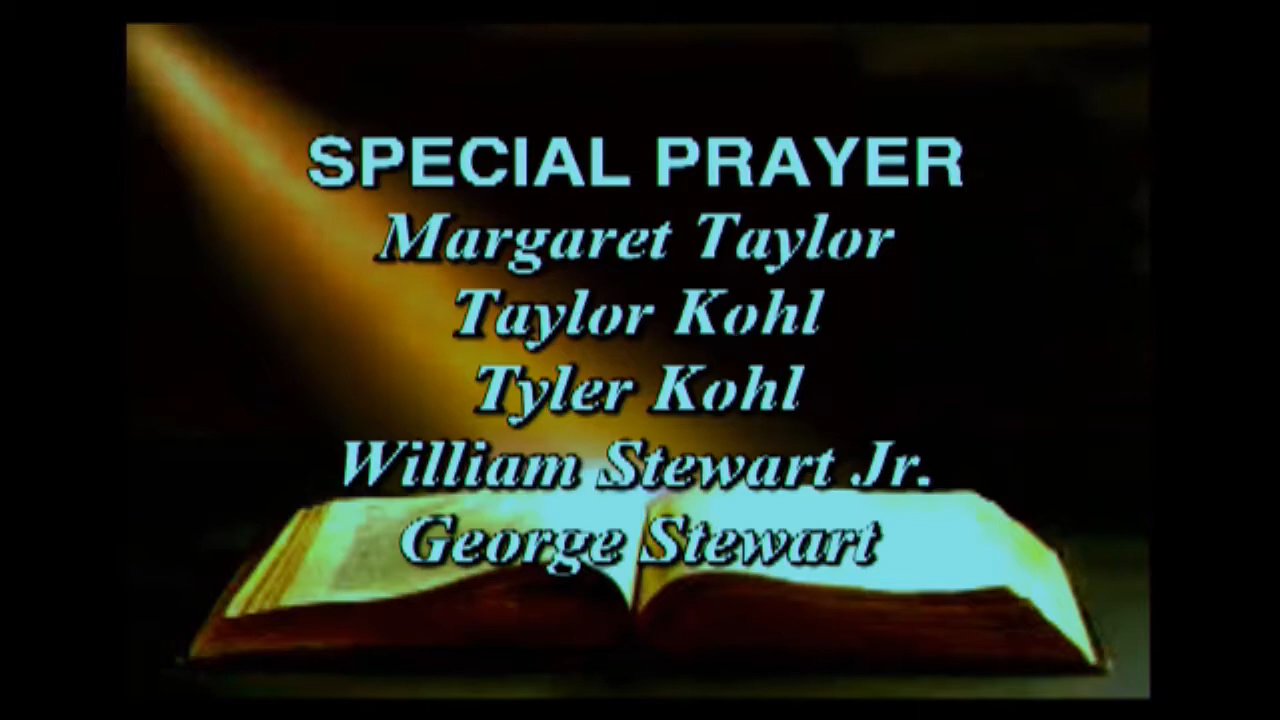 SPECIAL PRAYER
Margaret Taylor
Taylor Kohl
Tyler Kohl
William Stewart Jr.
George Stewart